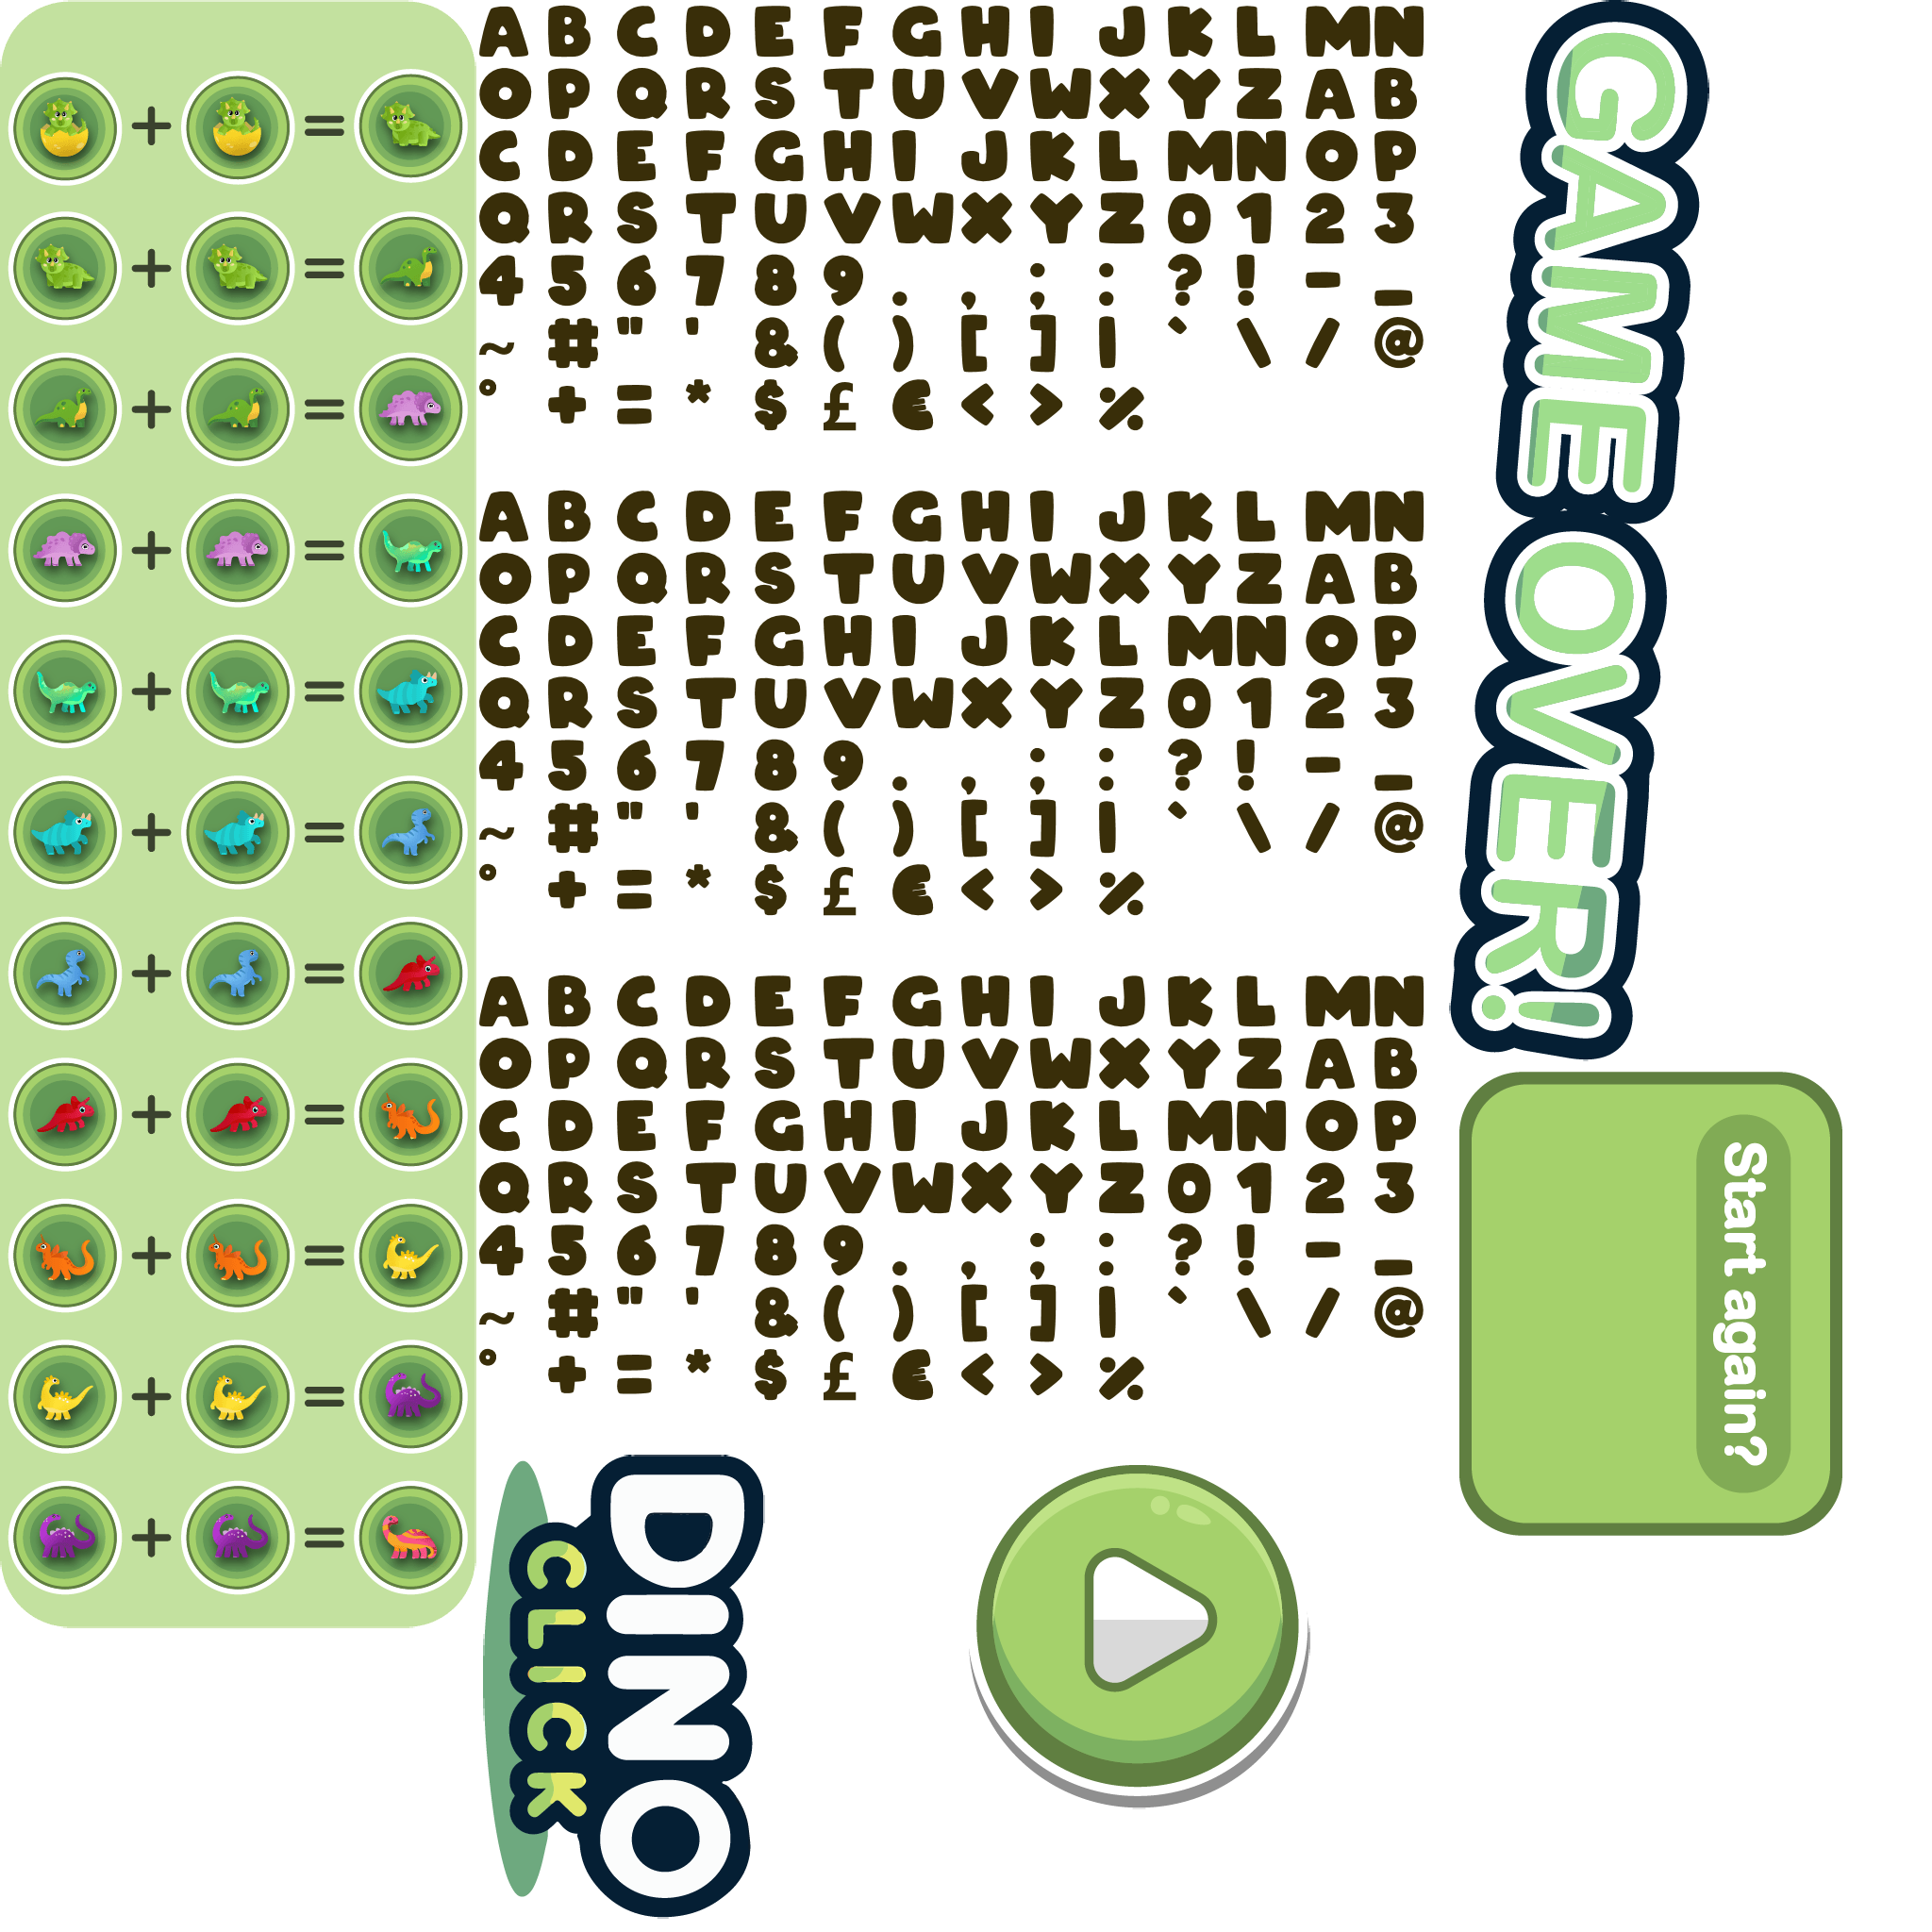 + =
+ =
+ =
+ =
+ =
+ =
+ =
+ =
+ =
+ =
+ =
A B C D E F G H I J K L M N
O P Q R S T U V W X Y Z A B
C D E F G H I J K L M N O P
Q R S T U V W X Y Z 0 1 2 3
4 5 6 7 8 9 . , ; : ? ! - _
~ # " ' & ( ) [ ] | ` \ / @
° + = * $ £ € < > %
A B C D E F G H I J K L M N
O P Q R S T U V W X Y Z A B
C D E F G H I J K L M N O P
Q R S T U V W X Y Z 0 1 2 3
4 5 6 7 8 9 . , ; : ? ! - _
~ # " ' & ( ) [ ] | ` \ / @
° + = * $ £ € < > %
A B C D E F G H I J K L M N
O P Q R S T U V W X Y Z A B
C D E F G H I J K L M N O P
Q R S T U V W X Y Z 0 1 2 3
4 5 6 7 8 9 . , ; : ? ! - _
~ # " ' & ( ) [ ] | ` \ / @
° + = * $ £ € < > %
DINO
CLICK
GAME OVER!
Start again?